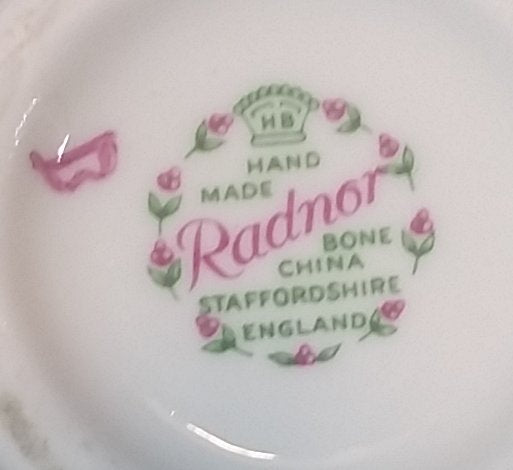 HB
HAND
MADE
Radnor
BONE
CHINA
STAFFORDSHIRE
ENGLAND